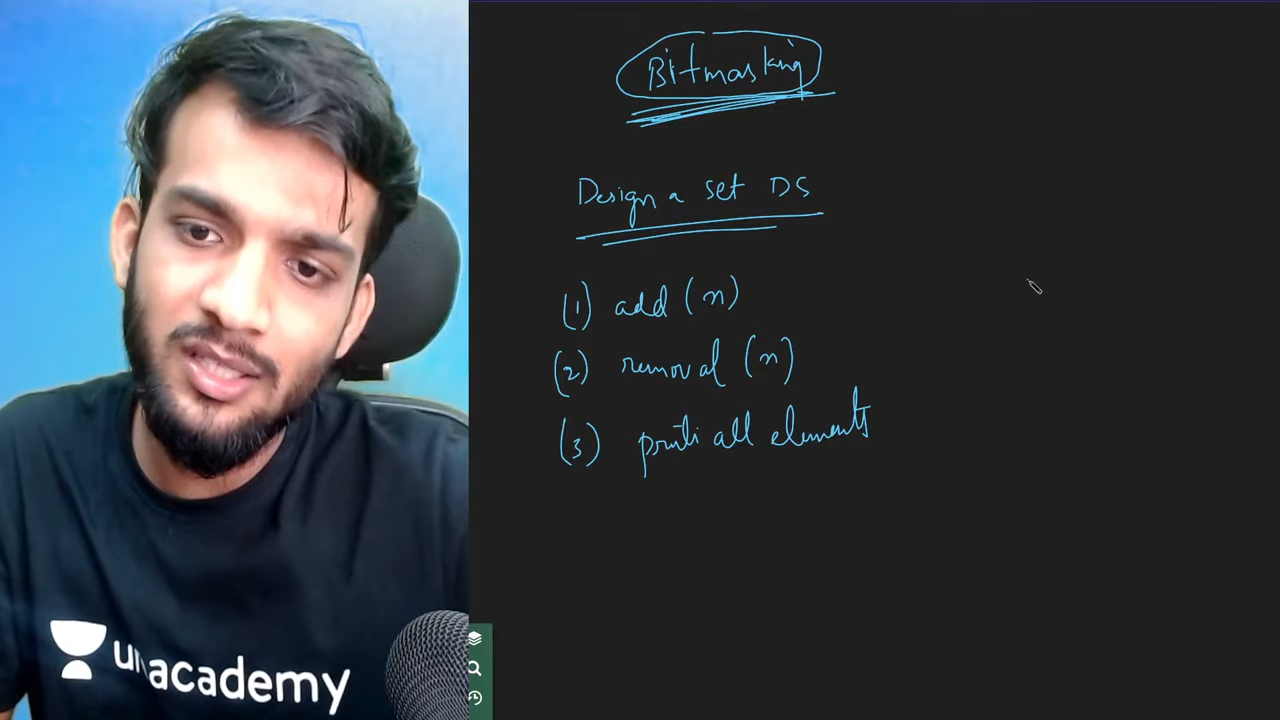 Bitmasking
Design a set DS
(1) add (n)
(2) removal (n)
(3) print all elements
unacademy